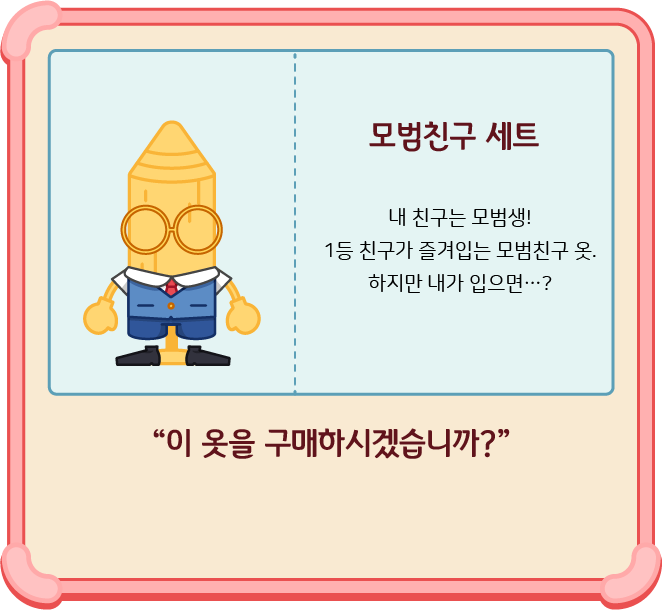 모범친구 세트
내 친구는 모범생!
1등 친구가 즐겨입는 모범친구 옷.
하지만 내가 입으면…?
“이 옷을 구매하시겠습니까?”